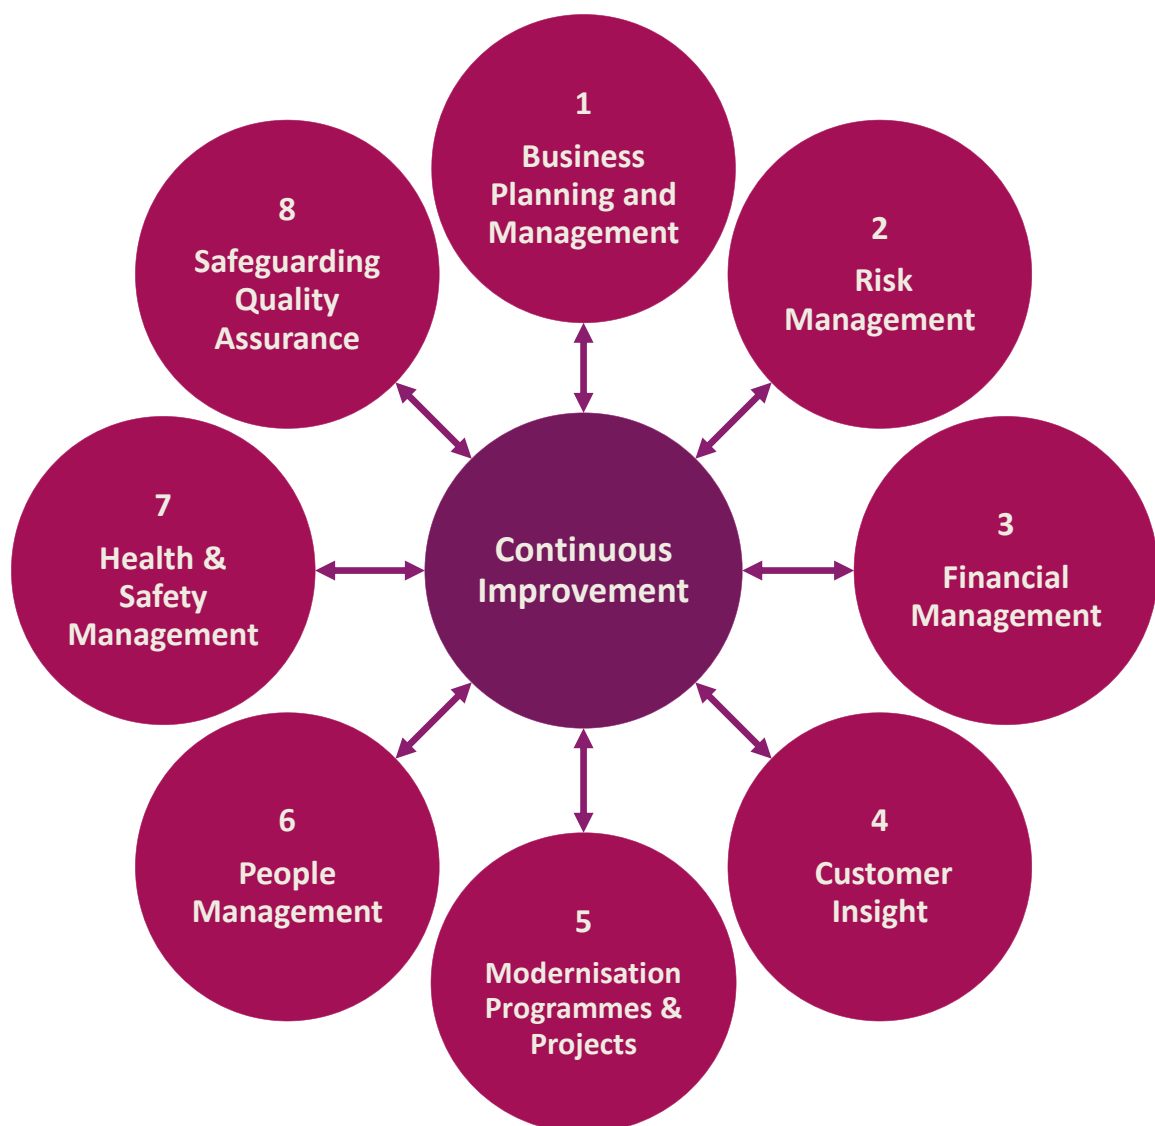 1
Business
Planning and
Management
2
Risk
Management
3
Financial
Management
4
Customer
Insight
5
Modernisation
Programmes &
Projects
6
People
Management
7
Health &
Safety
Management
8
Safeguarding
Quality
Assurance
Continuous
Improvement